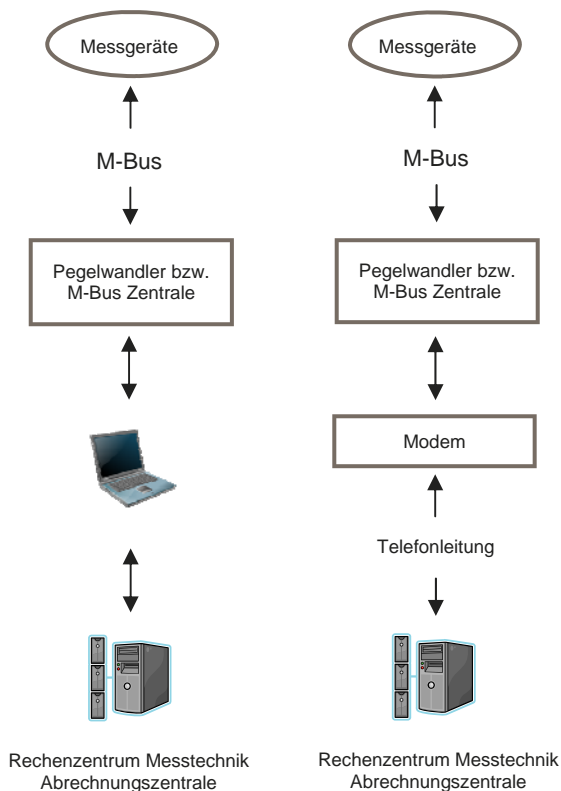 Messgeräte
M-Bus
Pegelwandler bzw.
M-Bus Zentrale
Rechenzentrum Messtechnik
Abrechnungszentrale
Messgeräte
M-Bus
Pegelwandler bzw.
M-Bus Zentrale
Modem
Telefonleitung
Rechenzentrum Messtechnik
Abrechnungszentrale